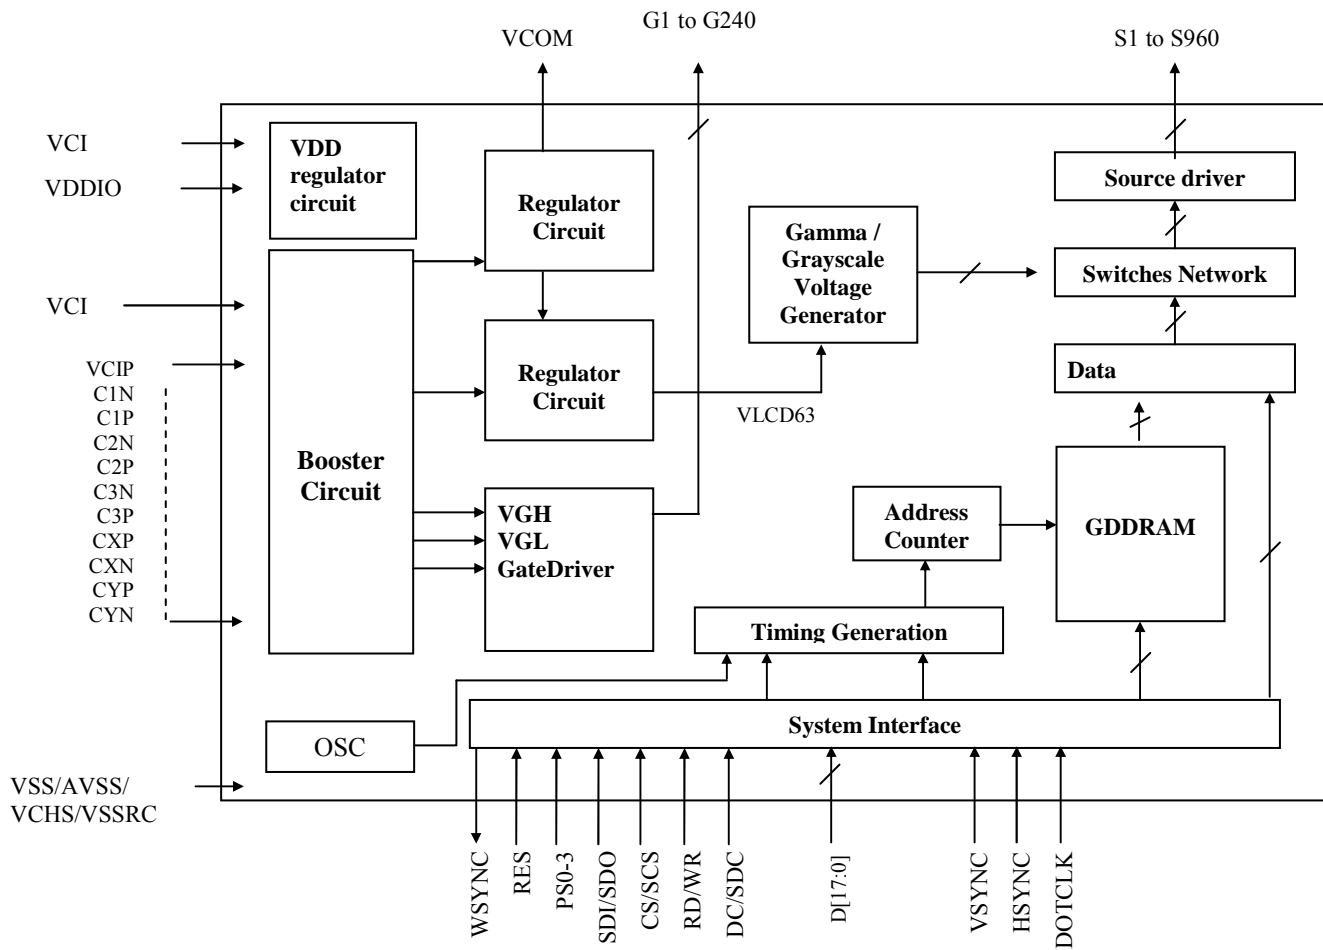 G1 to G240
VCOM
S1 to S960
VCI
VDDIO
VDD
regulator
circuit
Regulator
Circuit
Gamma /
Grayscale
Voltage
Generator
Source driver
Switches Network
Data
VCI
VCIP
C1N
C1P
C2N
C2P
C3N
C3P
CXP
CXN
CYP
CYN
Booster
Circuit
Regulator
Circuit
VLCD63
VGH
VGL
GateDriver
Address
Counter
GDDRAM
Timing Generation
System Interface
OSC
VSS/AVSS/
VCHS/VSSRC
WSYNC
RES
PS0-3
SDI/SDO
CS/SCS
RD/WR
DC/SDC
D[17:0]
VSYNC
HSYNC
DOTCLK